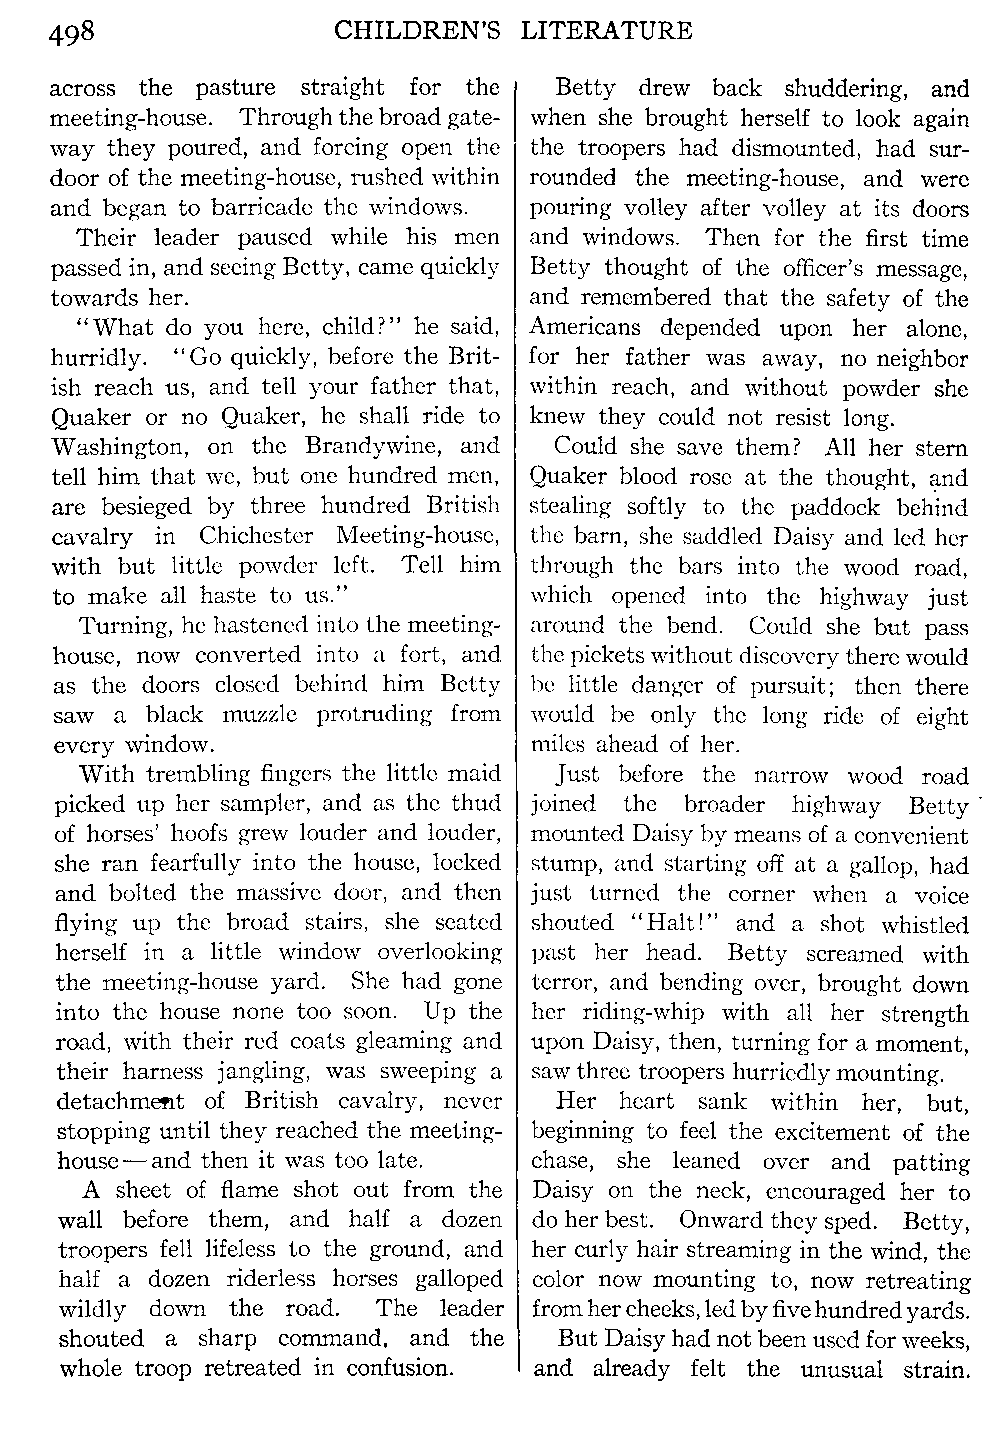 498 CHILDREN'S LITERATURE
across the pasture straight for the
meeting-house. Through the broad gate-
way they poured, and forcing open the
door of the meeting-house, rushed within
and began to barricade the windows.
Their leader paused while his men
passed in, and seeing Betty, came quickly
towards her.
"What do you here, child?" he said,
hurridly. "Go quickly, before the Brit-
ish reach us, and tell your father that,
Quaker or no Quaker, he shall ride to
Washington, on the Brandywine, and
tell him that we, but one hundred men,
are besieged by three hundred British
cavalry in Chichester Meeting-house,
with but little powder left. Tell him
to make all haste to us."
Turning, he hastened into the meeting-
house, now converted into a fort, and
as the doors closed behind him Betty
saw a black muzzle protruding from
every window.
With trembling fingers the little maid
picked up her sampler, and as the thud
of horses' hoofs grew louder and louder,
she ran fearfully into the house, locked
and bolted the massive door, and then
flying up the broad stairs, she seated
herself in a little window overlooking
the meeting-house yard. She had gone
into the house none too soon. Up the
road, with their red coats gleaming and
their harness jangling, was sweeping a
detachment of British cavalry, never
stopping until they reached the meeting-
house—and then it was too late.
A sheet of flame shot out from the
wall before them, and half a dozen
troopers fell lifeless to the ground, and
half a dozen riderless horses galloped
wildly down the road. The leader
shouted a sharp command, and the
whole troop retreated in confusion.
Betty drew back shuddering, and
when she brought herself to look again
the troopers had dismounted, had sur-
rounded the meeting-house, and were
pouring volley after volley at its doors
and windows. Then for the first time
Betty thought of the officer's message,
and remembered that the safety of the
Americans depended upon her alone,
for her father was away, no neighbor
within reach, and without powder she
knew they could not resist long.
Could she save them? All her stern
Quaker blood rose at the thought, and
stealing softly to the paddock behind
the barn, she saddled Daisy and led her
through the bars into the wood road,
which opened into the highway just
around the bend. Could she but pass
the pickets without discovery there would
be little danger of pursuit; then there
would be only the long ride of eight
miles ahead of her.
Just before the narrow wood road
joined the broader highway Betty
mounted Daisy by means of a convenient
stump, and starting off at a gallop, had
just turned the corner when a voice
shouted "Halt!" and a shot whistled
past her head. Betty screamed with
terror, and bending over, brought down
her riding-whip with all her strength
upon Daisy, then, turning for a moment,
saw three troopers hurriedly mounting.
Her heart sank within her, but,
beginning to feel the excitement of the
chase, she leaned over and patting
Daisy on the neck, encouraged her to
do her best. Onward they sped. Betty,
her curly hair streaming in the wind, the
color now mounting to, now retreating
from her cheeks, led by five hundred yards.
But Daisy had not been used for weeks,
and already felt the unusual strain.